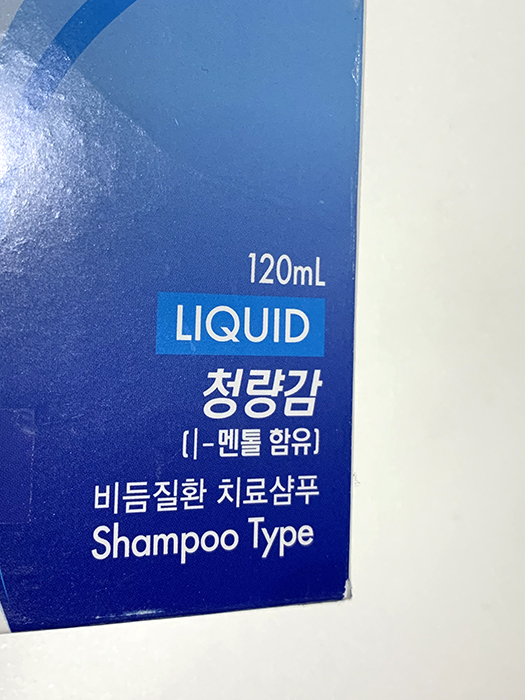 120mL
LIQUID
청량감
(l-멘톨 함유)
비듬질환 치료샴푸
Shampoo Type